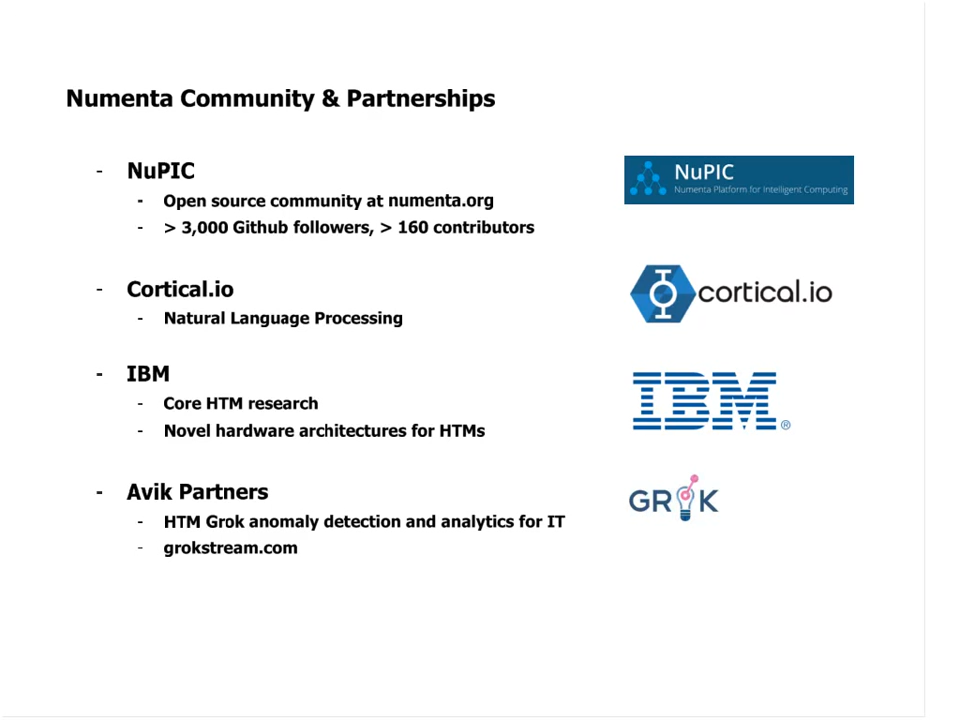 Numenta Community & Partnerships
- NuPIC
- Open source community at numenta.org
- > 3,000 Github followers, > 160 contributors
NuPIC
Numenta Platform for Intelligent Computing
- Cortical.io
- Natural Language Processing
cortical.io
- IBM
- Core HTM research
- Novel hardware architectures for HTMs
IBM®
- Avik Partners
- HTM Grok anomaly detection and analytics for IT
- grokstream.com
GROK